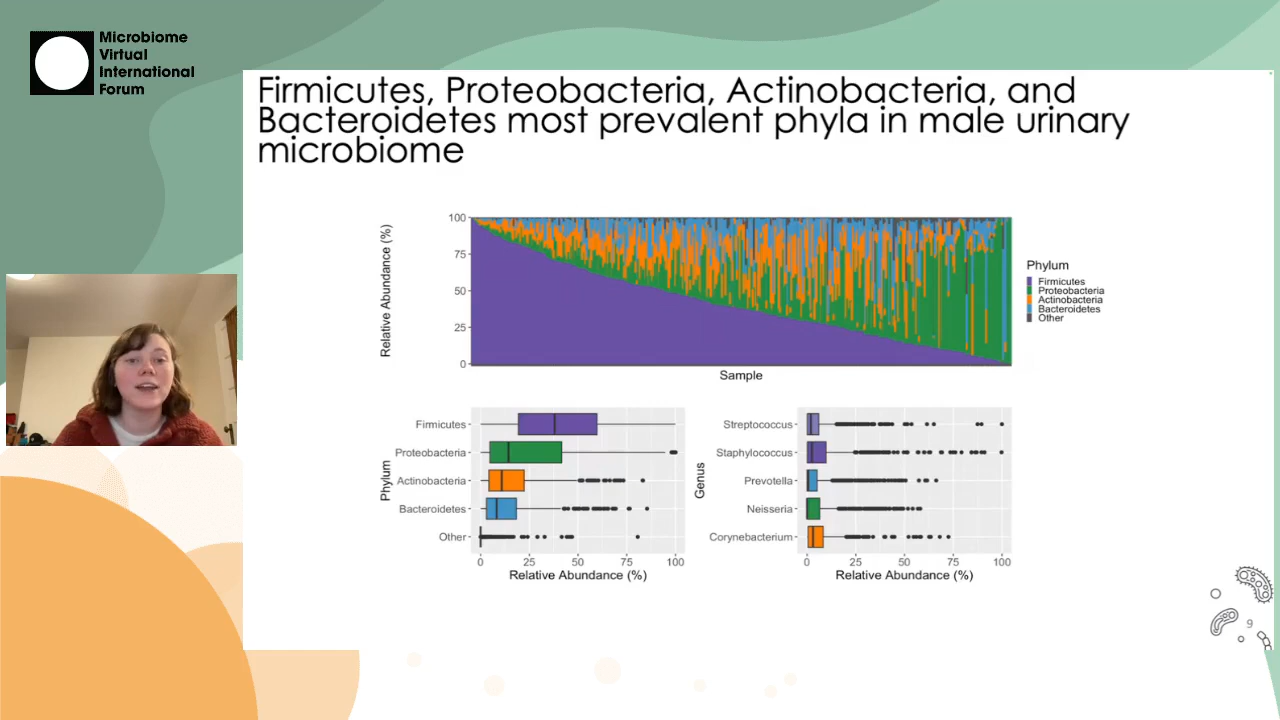 Microbiome
Virtual
International
Forum
Firmicutes, Proteobacteria, Actinobacteria, and
Bacteroidetes most prevalent phyla in male urinary
microbiome
Relative Abundance (%)
100
75
50
25
0
Sample
Phylum
Firmicutes
Proteobacteria
Actinobacteria
Bacteroidetes
Other
Phylum
Firmicutes
Proteobacteria
Actinobacteria
Bacteroidetes
Other
0 25 50 75 100
Relative Abundance (%)
Genus
Streptococcus
Staphylococcus
Prevotella
Neisseria
Corynebacterium
0 25 50 75 100
Relative Abundance (%)
9